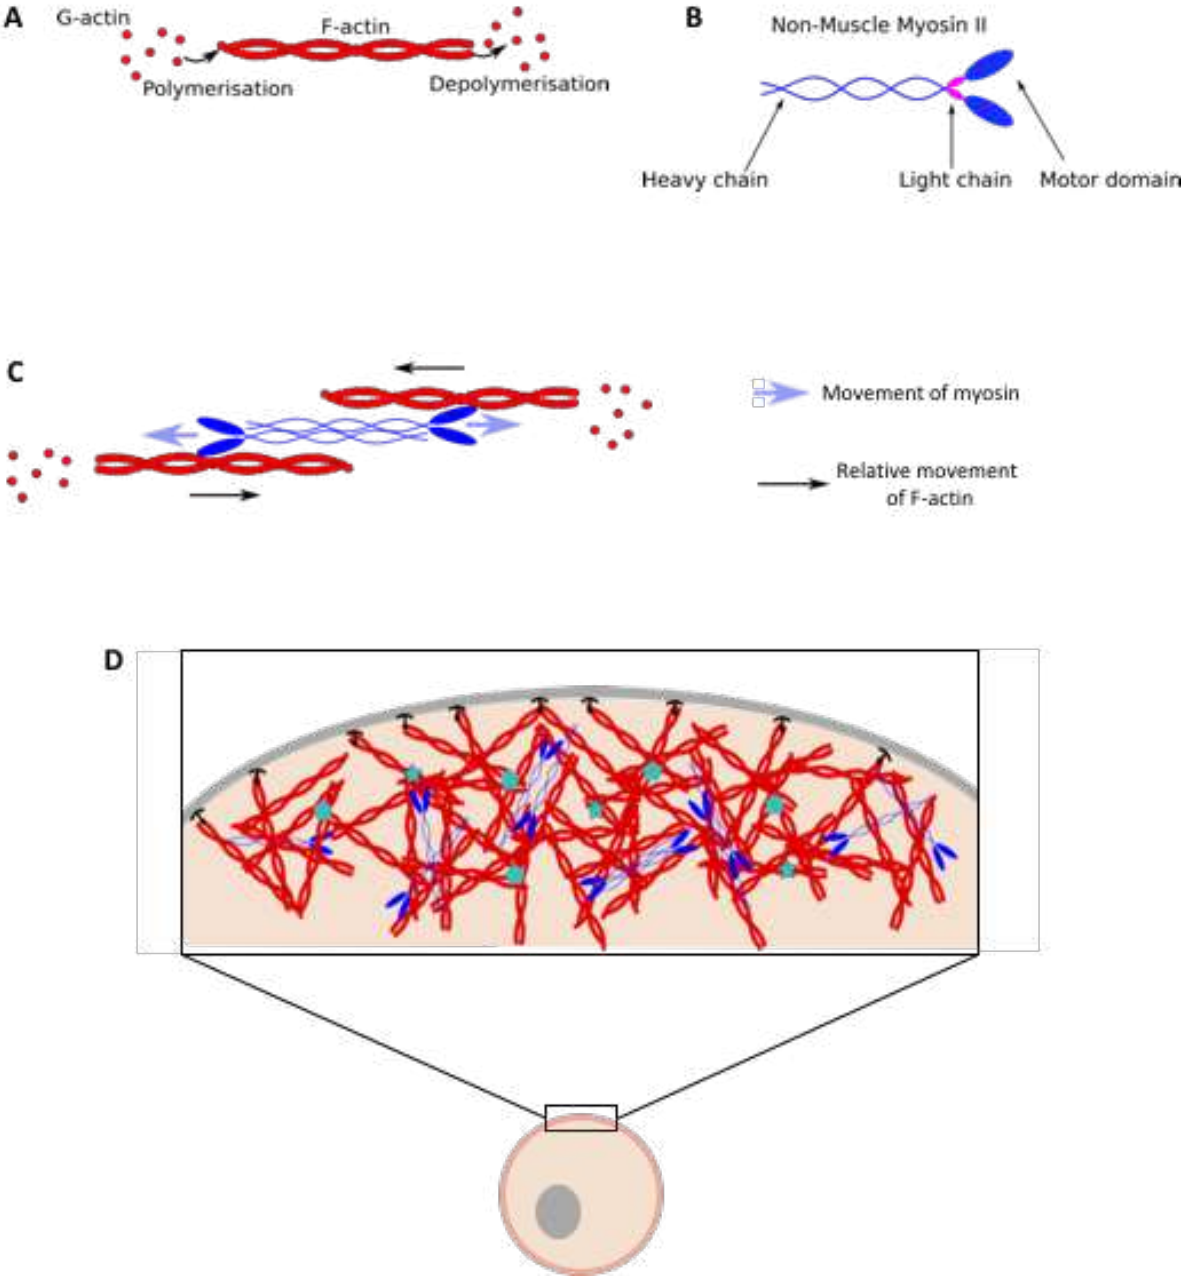 A
G-actin
F-actin
Polymerisation
Depolymerisation
B
Non-Muscle Myosin II
Heavy chain
Light chain
Motor domain
C
Movement of myosin
Relative movement
of F-actin
D